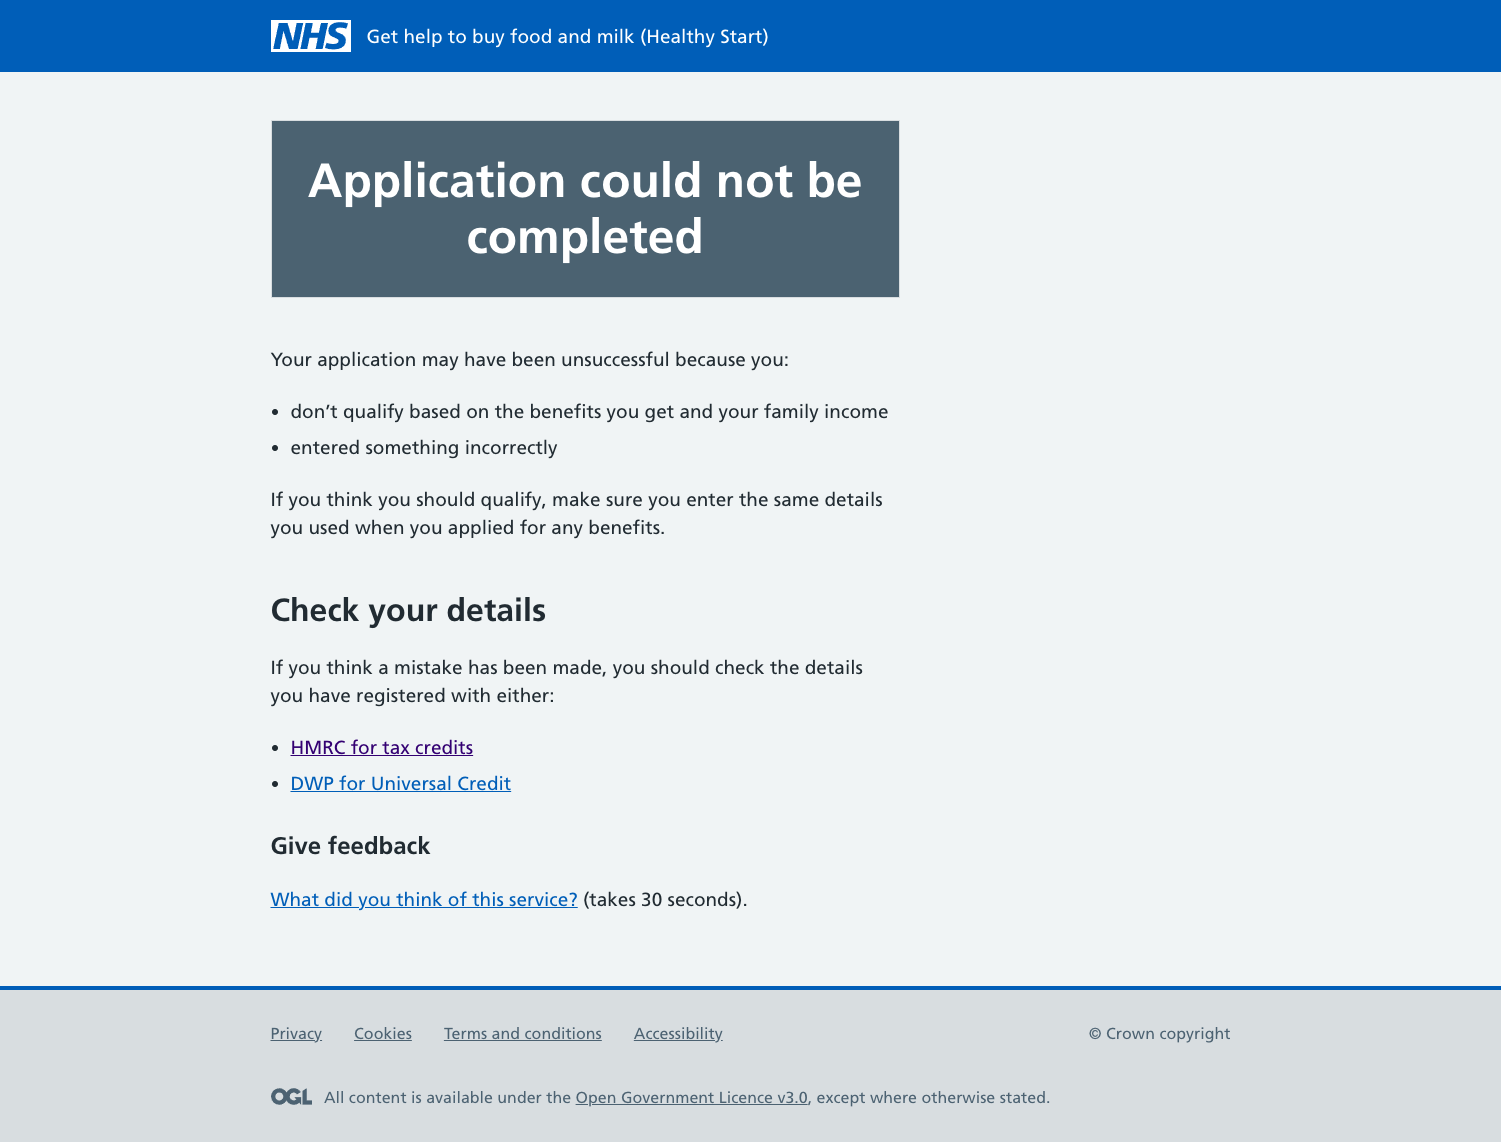 NHS Get help to buy food and milk (Healthy Start)
Application could not be
completed
Your application may have been unsuccessful because you:
• don’t qualify based on the benefits you get and your family income
• entered something incorrectly
If you think you should qualify, make sure you enter the same details
you used when you applied for any benefits.
Check your details
If you think a mistake has been made, you should check the details
you have registered with either:
• HMRC for tax credits
• DWP for Universal Credit
Give feedback
What did you think of this service? (takes 30 seconds).
Privacy Cookies Terms and conditions Accessibility © Crown copyright
OGL All content is available under the Open Government Licence v3.0, except where otherwise stated.